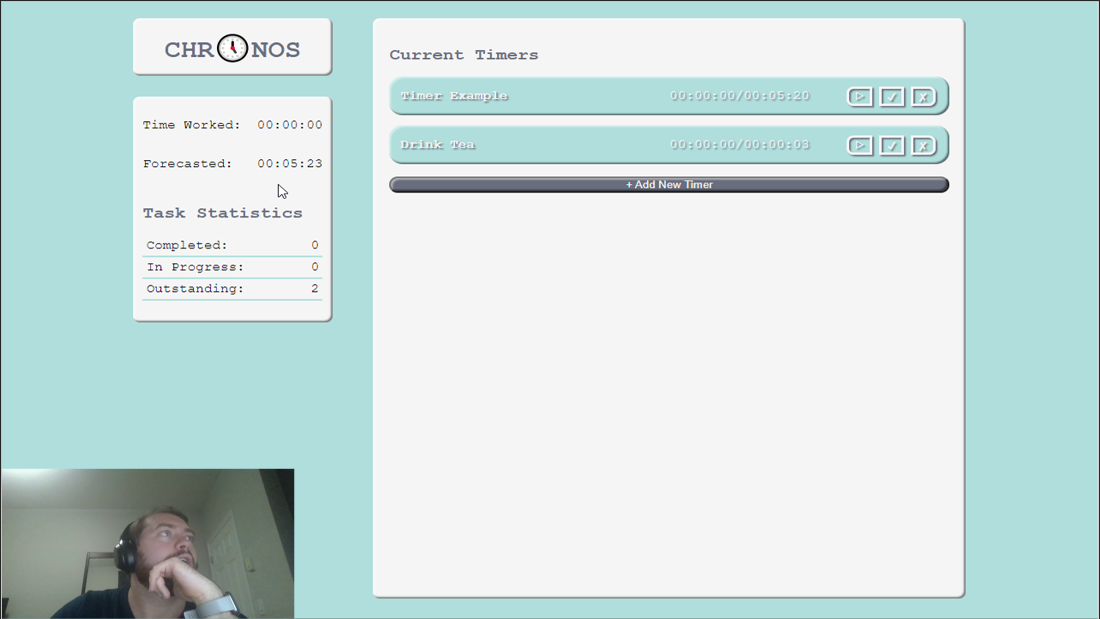 CHR NOS
Time Worked: 00:00:00
Forecasted: 00:05:23
Task Statistics
Completed: 0
In Progress: 0
Outstanding: 2
Current Timers
Timer Example 00:00:00/00:05:20
Drink Tea 00:00:00/00:00:03
+ Add New Timer